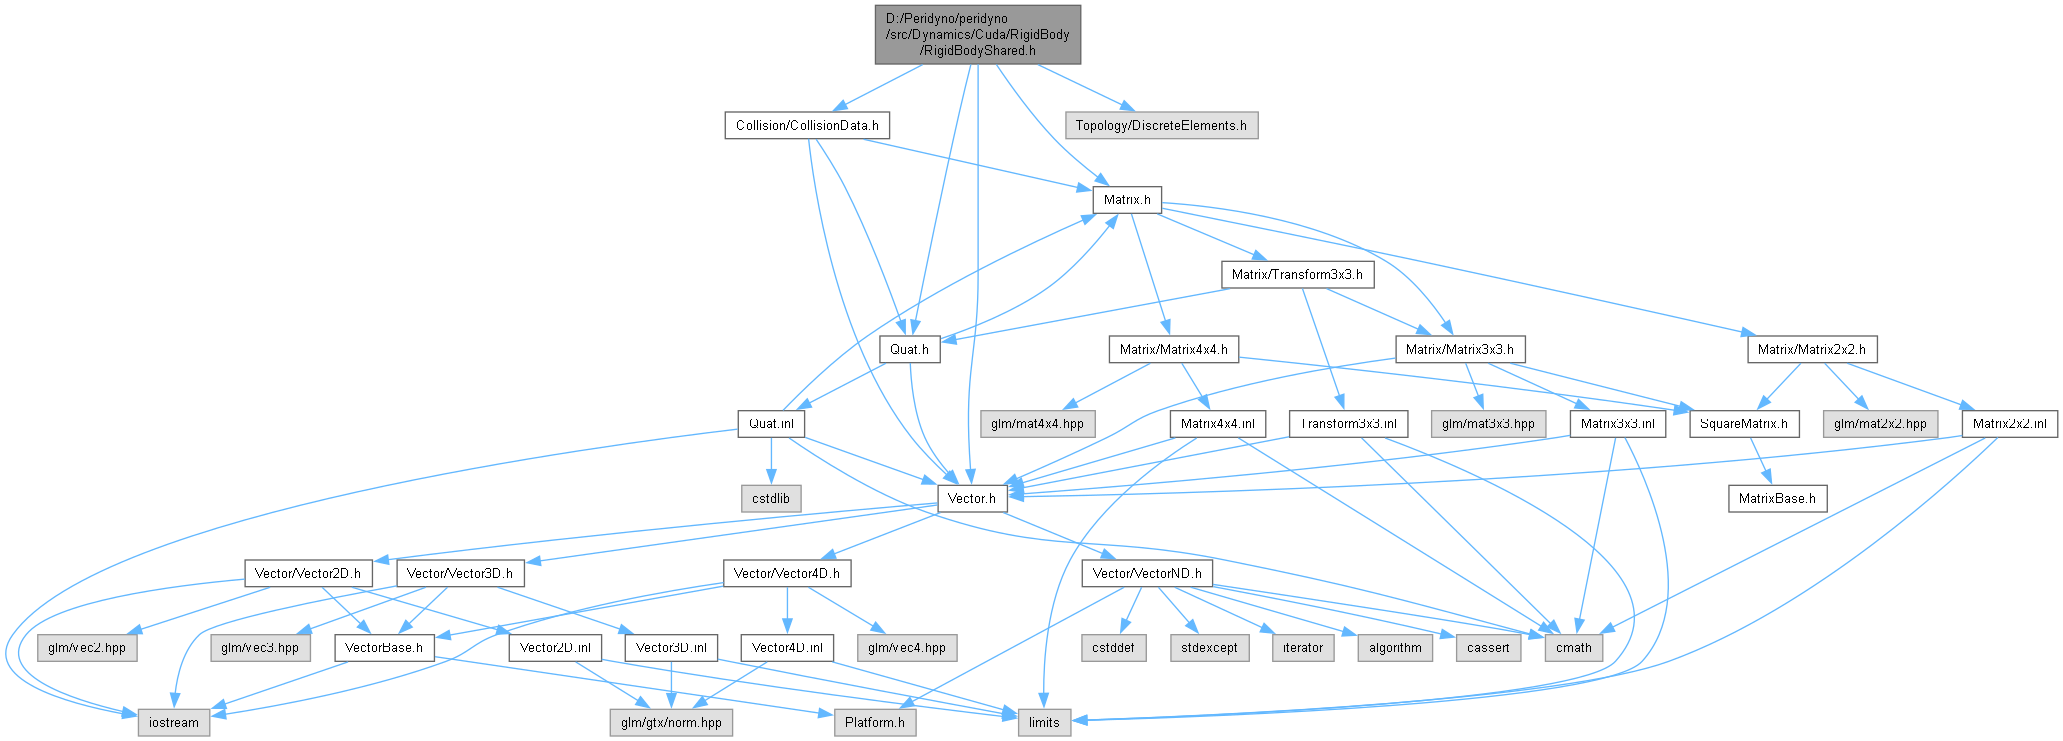 D:/Peridyno/peridyno
/src/Dynamics/Cuda/RigidBody
/RigidBodyShared.h
Collision/CollisionData.h
Topology/DiscreteElements.h
Matrix.h
Matrix/Transform3x3.h
Quat.h
Matrix/Matrix4x4.h
Matrix/Matrix3x3.h
Matrix/Matrix2x2.h
Quat.inl
glm/mat4x4.hpp
Matrix4x4.inl
Transform3x3.inl
glm/mat3x3.hpp
Matrix3x3.inl
SquareMatrix.h
glm/mat2x2.hpp
Matrix2x2.inl
cstdlib
Vector.h
MatrixBase.h
Vector/Vector2D.h
Vector/Vector3D.h
Vector/Vector4D.h
Vector/VectorND.h
glm/vec2.hpp
glm/vec3.hpp
VectorBase.h
Vector2D.inl
Vector3D.inl
Vector4D.inl
glm/vec4.hpp
cstddef
stdexcept
iterator
algorithm
cassert
cmath
iostream
glm/gtx/norm.hpp
Platform.h
limits